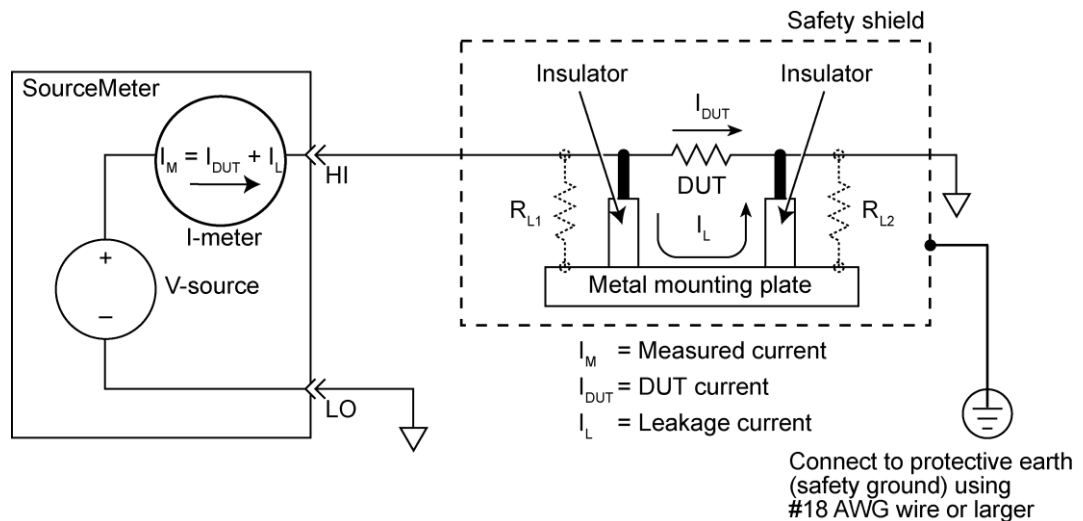 Safety shield
SourceMeter
Insulator
Insulator
I_DUT
I_M = I_DUT + I_L
HI
I-meter
DUT
R_L1
I_L
R_L2
+
V-source
–
Metal mounting plate
LO
I_M = Measured current
I_DUT = DUT current
I_L = Leakage current
Connect to protective earth
(safety ground) using
#18 AWG wire or larger